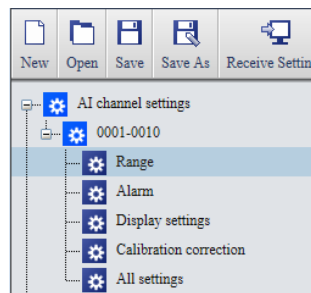 New Open Save Save As Receive Settin
AI channel settings
0001-0010
Range
Alarm
Display settings
Calibration correction
All settings